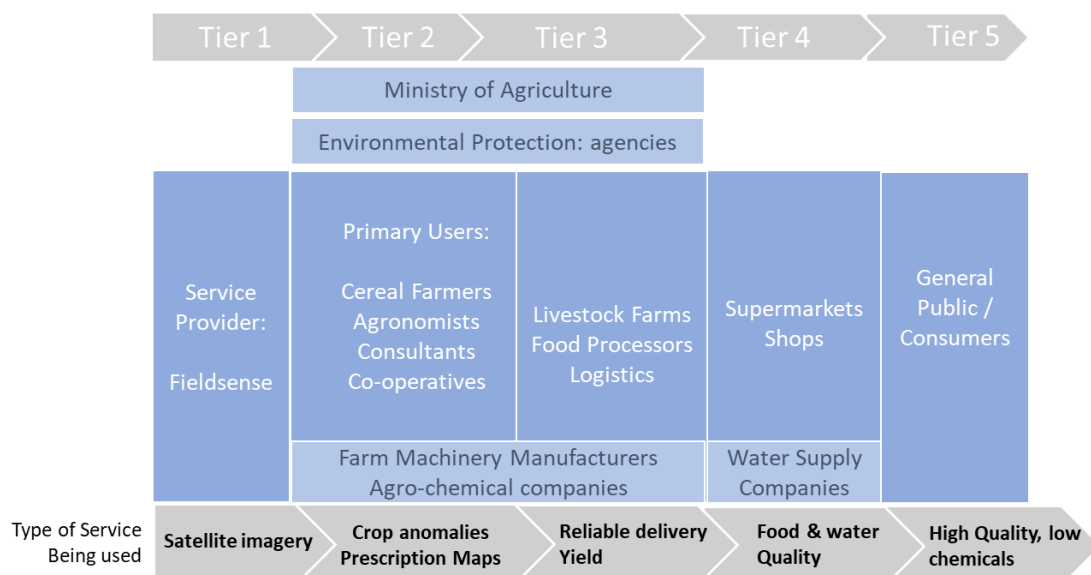 Tier 1
Tier 2
Tier 3
Tier 4
Tier 5
Ministry of Agriculture
Environmental Protection: agencies
Service
Provider:
Fieldsense
Primary Users:
Cereal Farmers
Agronomists
Consultants
Co-operatives
Livestock Farms
Food Processors
Logistics
Supermarkets
Shops
General
Public /
Consumers
Farm Machinery Manufacturers
Agro-chemical companies
Water Supply
Companies
Type of Service
Being used
Satellite imagery
Crop anomalies
Prescription Maps
Reliable delivery
Yield
Food & water
Quality
High Quality, low
chemicals